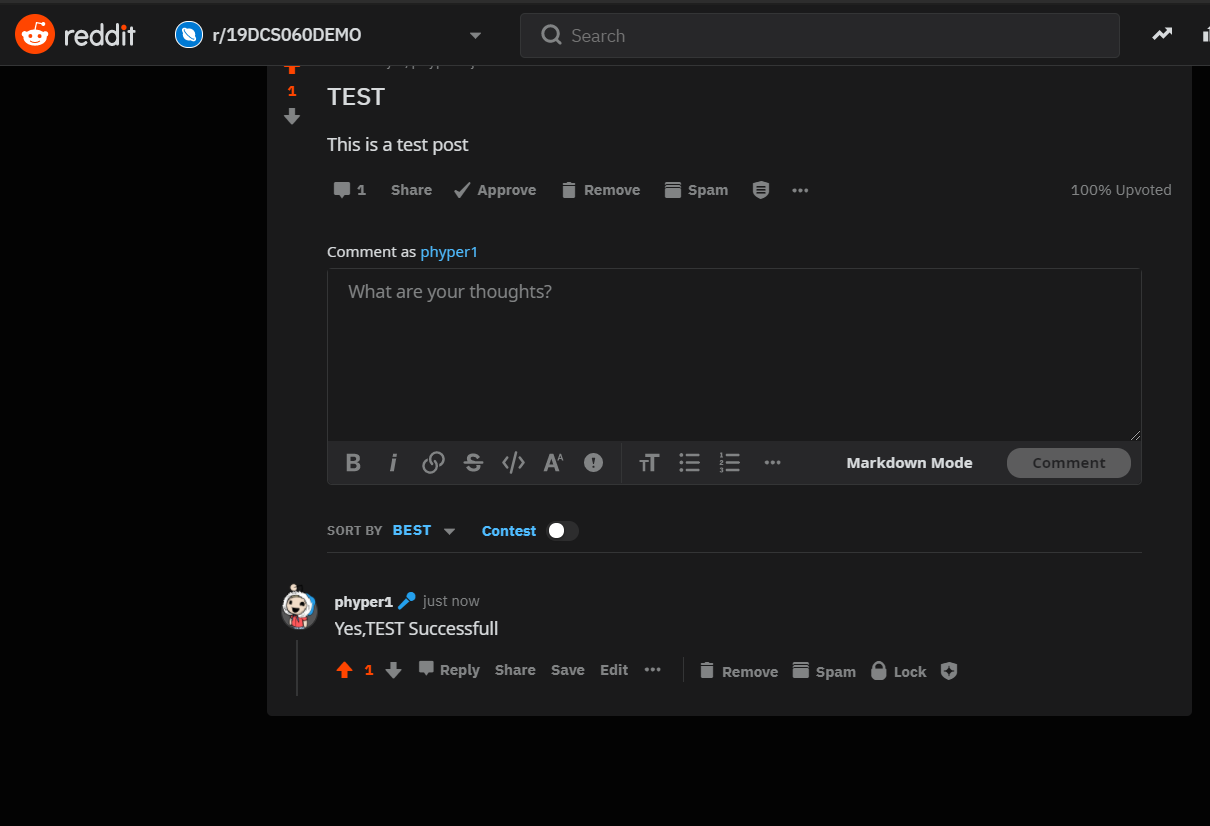 reddit r/19DCS060DEMO Search
1
TEST
This is a test post
1 Share Approve Remove Spam ••• 100% Upvoted
Comment as phyper1
What are your thoughts?
B i S </> A^A ! TT ••• Markdown Mode Comment
SORT BY BEST Contest
phyper1 just now
Yes,TEST Successfull
1 Reply Share Save Edit ••• Remove Spam Lock